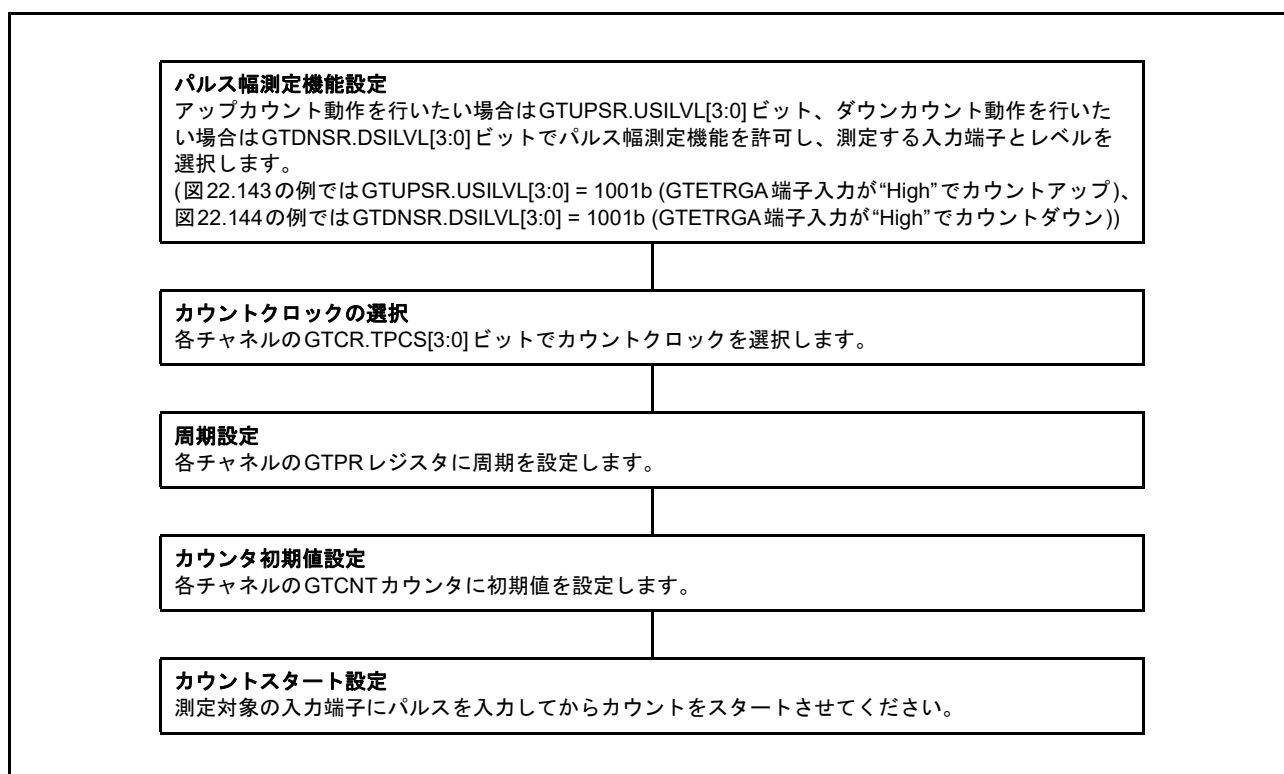 パルス幅測定機能設定
アップカウント動作を行いたい場合はGTUPSR.USILVL[3:0]ビット、ダウンカウント動作を行いた
い場合はGTDNSR.DSILVL[3:0]ビットでパルス幅測定機能を許可し、測定する入力端子とレベルを
選択します。
(図22.143の例ではGTUPSR.USILVL[3:0] = 1001b (GTETRGA端子入力が“High”でカウントアップ)、
図22.144の例ではGTDNSR.DSILVL[3:0] = 1001b (GTETRGA端子入力が“High”でカウントダウン))
カウントクロックの選択
各チャネルのGTCR.TPCS[3:0]ビットでカウントクロックを選択します。
周期設定
各チャネルのGTPRレジスタに周期を設定します。
カウンタ初期値設定
各チャネルのGTCNTカウンタに初期値を設定します。
カウントスタート設定
測定対象の入力端子にパルスを入力してからカウントをスタートさせてください。